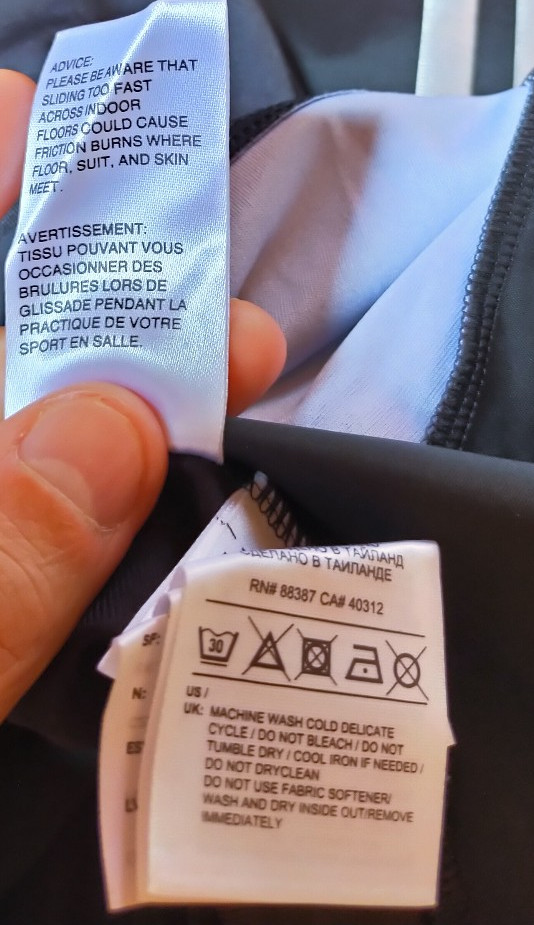 ADVICE:
PLEASE BE AWARE THAT
SLIDING TOO FAST
ACROSS INDOOR
FLOORS COULD CAUSE
FRICTION BURNS WHERE
FLOOR, SUIT, AND SKIN
MEET.
AVERTISSEMENT:
TISSU POUVANT VOUS
OCCASIONNER DES
BRULURES LORS DE
GLISSADE PENDANT LA
PRACTIQUE DE VOTRE
SPORT EN SALLE.
В ТАИЛАНД
СДЕЛАНО В ТАИЛАНДЕ
RN# 88387 CA# 40312
30
US /
UK: MACHINE WASH COLD DELICATE
CYCLE / DO NOT BLEACH / DO NOT
TUMBLE DRY / COOL IRON IF NEEDED /
DO NOT DRYCLEAN
DO NOT USE FABRIC SOFTENER/
WASH AND DRY INSIDE OUT/REMOVE
IMMEDIATELY
SP:
N:
ES